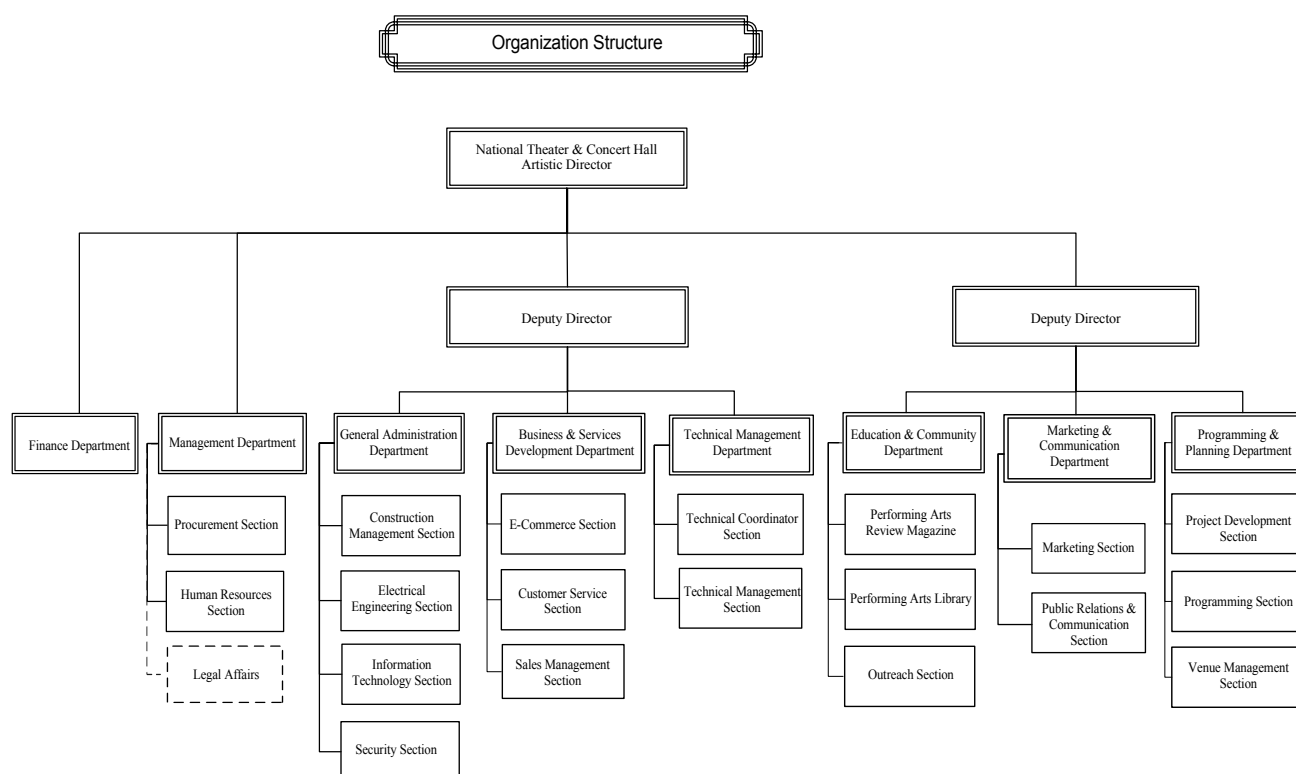 Organization Structure
National Theater & Concert Hall
Artistic Director
Deputy Director
Deputy Director
Finance Department
Management Department
General Administration
Department
Business & Services
Development Department
Technical Management
Department
Education & Community
Department
Marketing &
Communication
Department
Programming &
Planning Department
Procurement Section
Human Resources
Section
Legal Affairs
Construction
Management Section
Electrical
Engineering Section
Information
Technology Section
Security Section
E-Commerce Section
Customer Service
Section
Sales Management
Section
Technical Coordinator
Section
Technical Management
Section
Performing Arts
Review Magazine
Performing Arts Library
Outreach Section
Marketing Section
Public Relations &
Communication
Section
Project Development
Section
Programming Section
Venue Management
Section